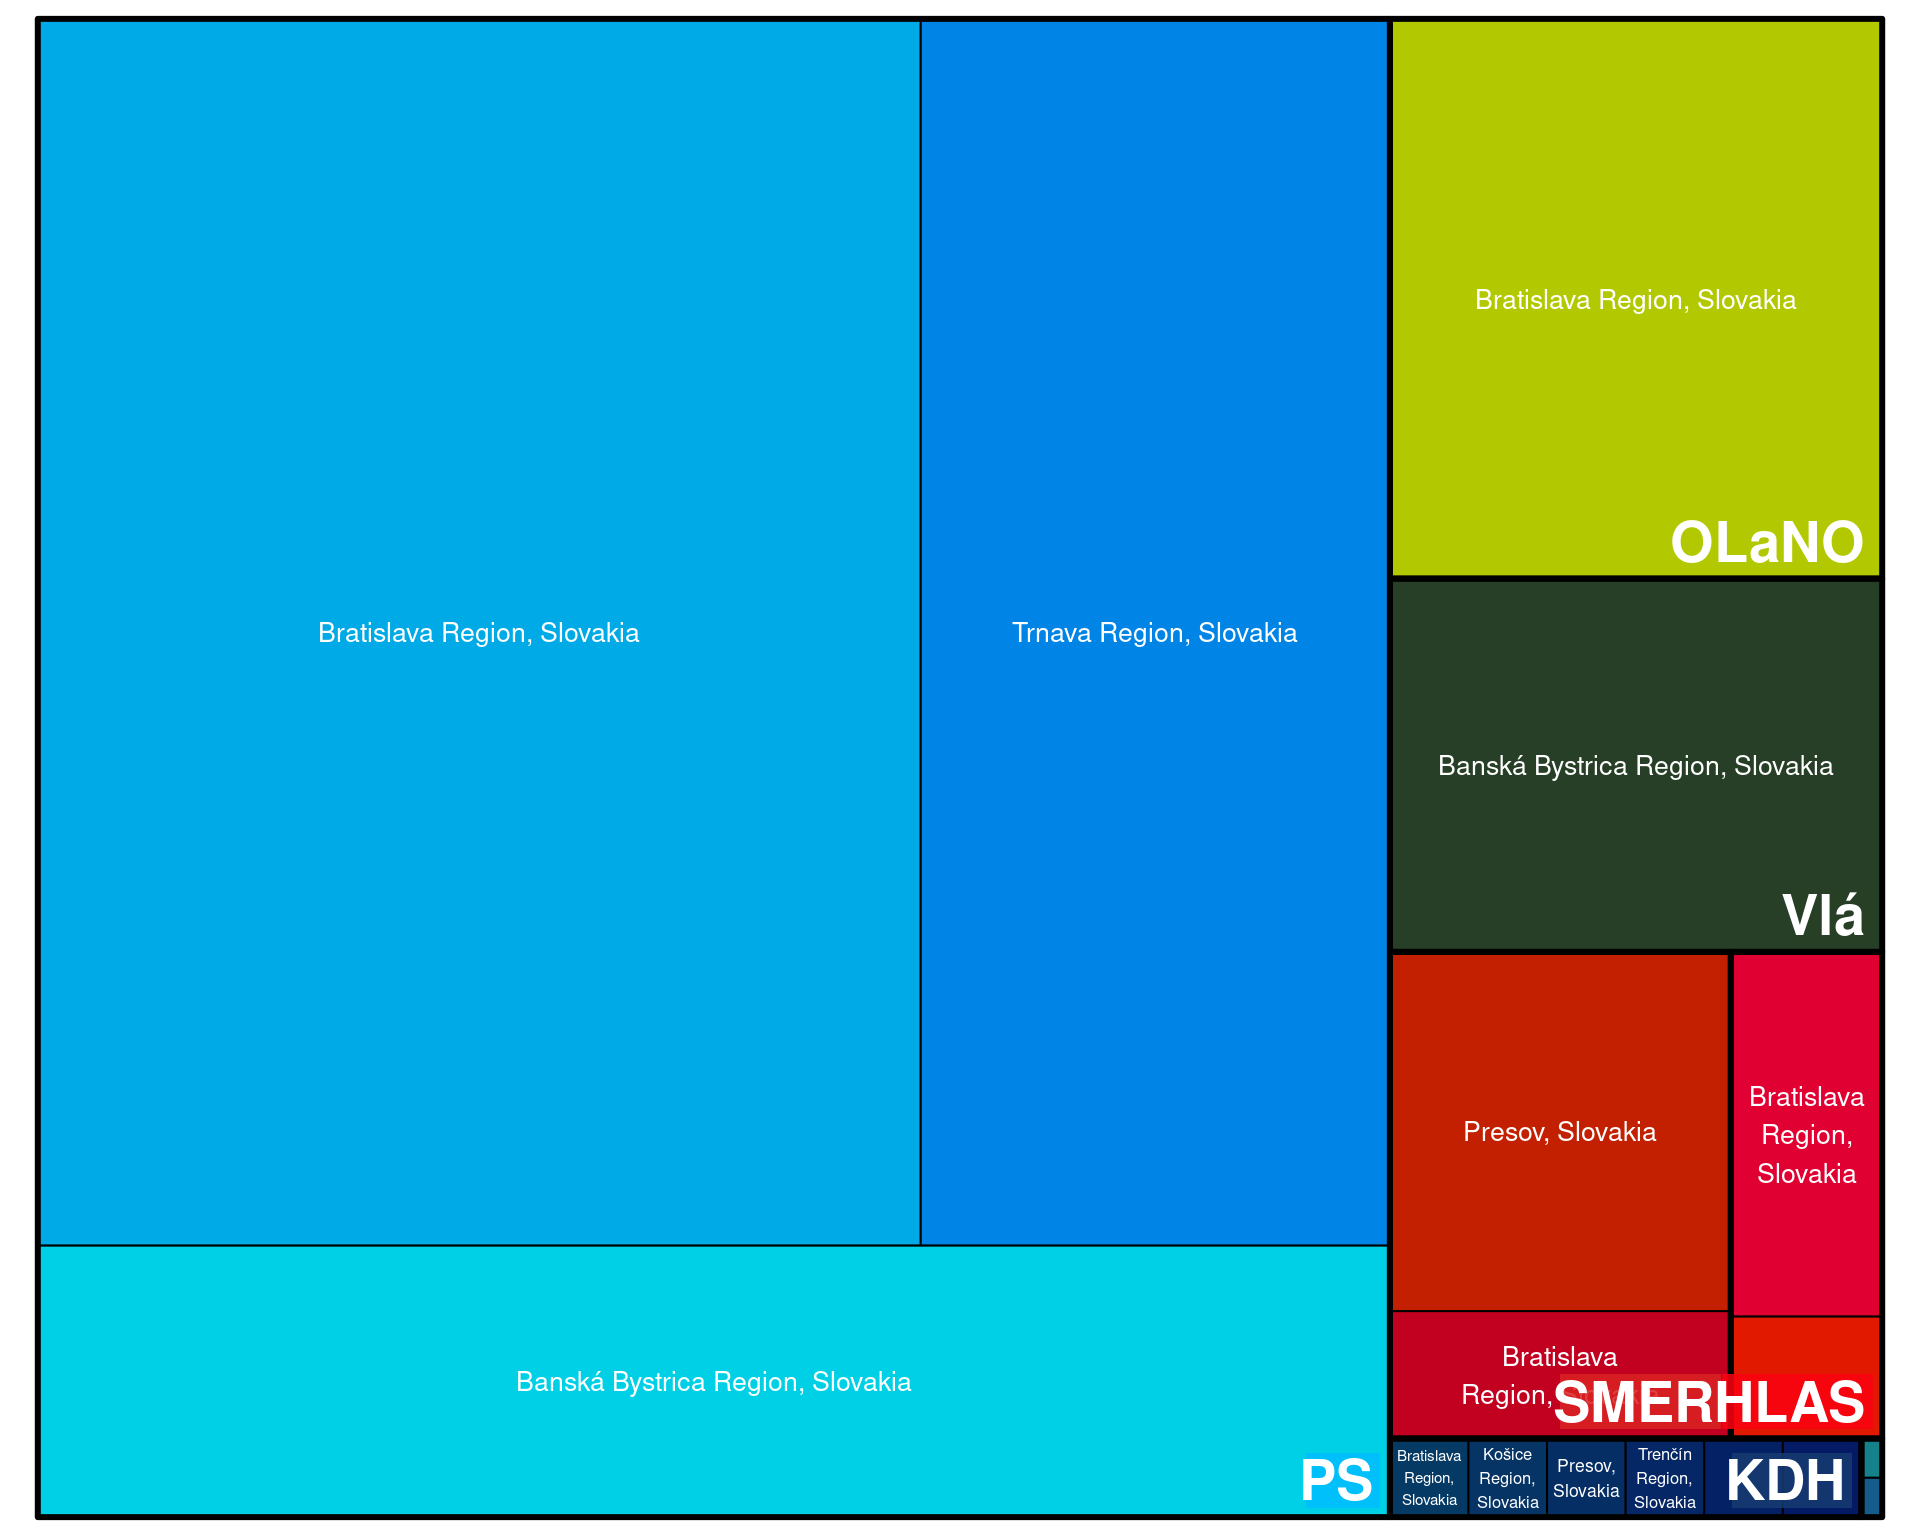 Bratislava Region, Slovakia
Trnava Region, Slovakia
Banská Bystrica Region, Slovakia
PS
Bratislava Region, Slovakia
OLaNO
Banská Bystrica Region, Slovakia
Vlá
Presov, Slovakia
Bratislava
Region,
SMER
Bratislava
Region,
Slovakia
HLAS
Bratislava
Region,
Slovakia
Košice
Region,
Slovakia
Presov,
Slovakia
Trenčín
Region,
Slovakia
KDH